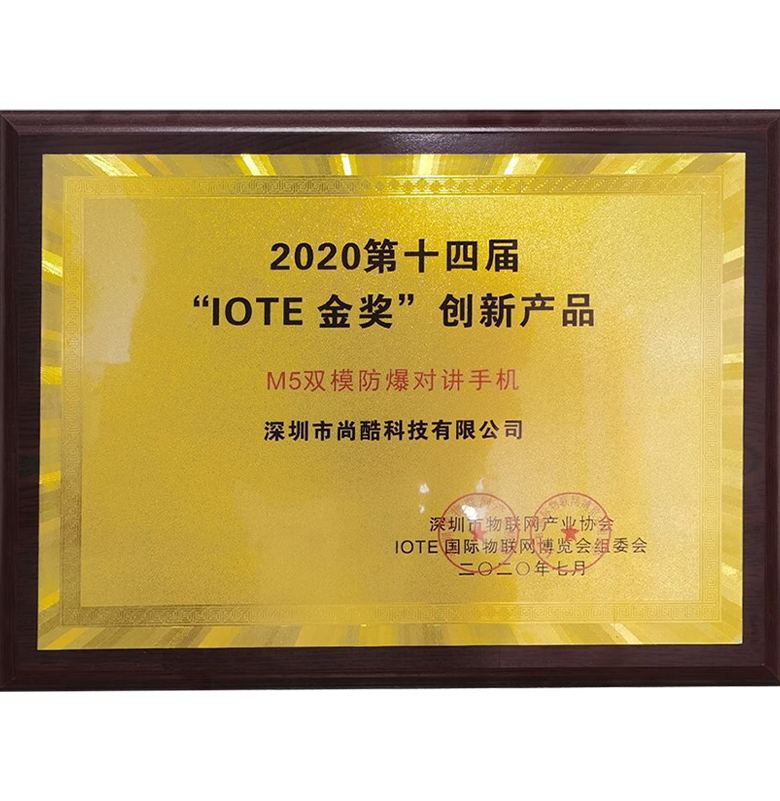 2020第十四届
“IOTE 金奖”创新产品
M5双模防爆对讲手机
深圳市尚酷科技有限公司
深圳市物联网产业协会
IOTE 国际物联网博览会组委会
二〇二〇年七月